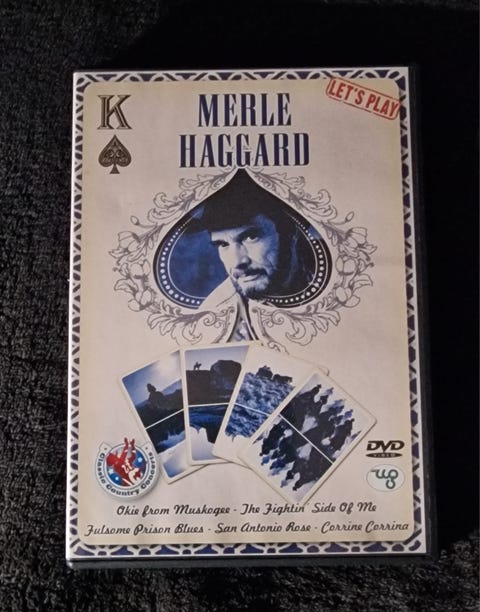 K
MERLE
HAGGARD
LET'S PLAY
Classic Country Concerts
DVD
VIDEO
Okie from Muskogee - The Fightin' Side Of Me
Fulsome Prison Blues - San Antonio Rose - Corrine Corrina